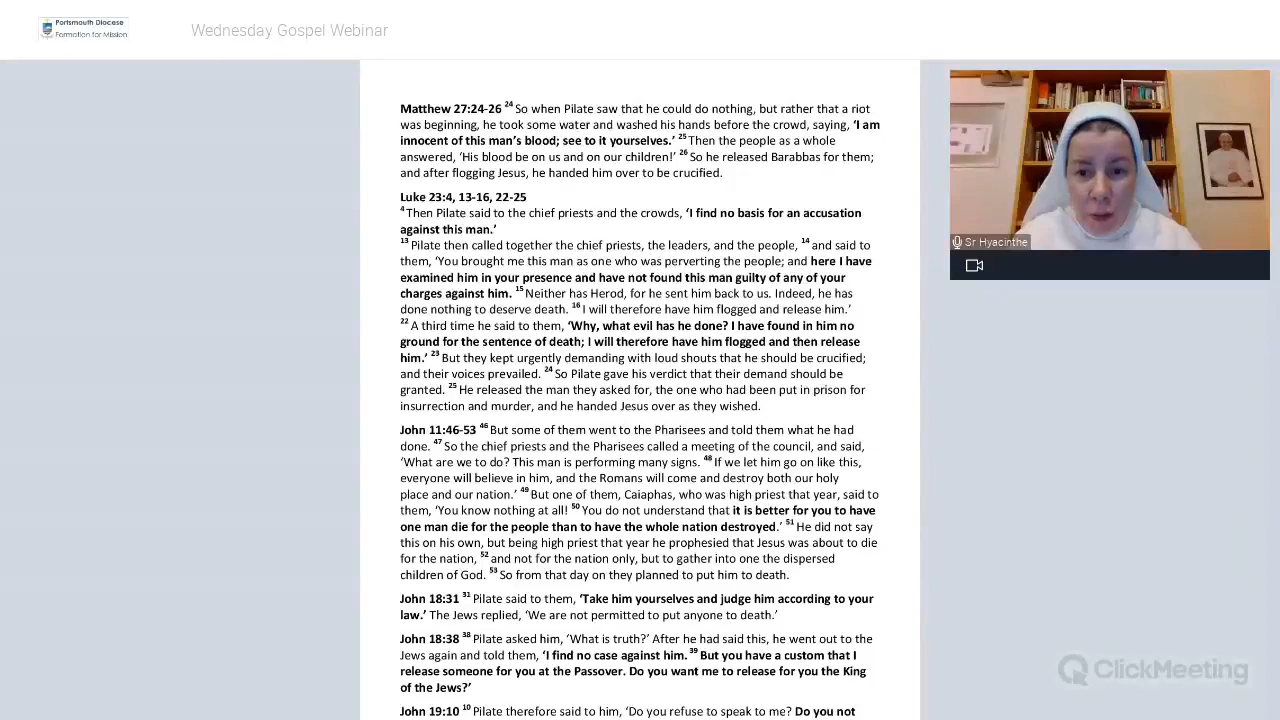 Portsmouth Diocese
Formation for Mission
Wednesday Gospel Webinar
Matthew 27:24-26 24 So when Pilate saw that he could do nothing, but rather that a riot
was beginning, he took some water and washed his hands before the crowd, saying, ‘I am
innocent of this man’s blood; see to it yourselves.’ 25 Then the people as a whole
answered, ‘His blood be on us and on our children!’ 26 So he released Barabbas for them;
and after flogging Jesus, he handed him over to be crucified.
Luke 23:4, 13-16, 22-25
4 Then Pilate said to the chief priests and the crowds, ‘I find no basis for an accusation
against this man.’
13 Pilate then called together the chief priests, the leaders, and the people, 14 and said to
them, ‘You brought me this man as one who was perverting the people; and here I have
examined him in your presence and have not found this man guilty of any of your
charges against him. 15 Neither has Herod, for he sent him back to us. Indeed, he has
done nothing to deserve death. 16 I will therefore have him flogged and release him.’
22 A third time he said to them, ‘Why, what evil has he done? I have found in him no
ground for the sentence of death; I will therefore have him flogged and then release
him.’ 23 But they kept urgently demanding with loud shouts that he should be crucified;
and their voices prevailed. 24 So Pilate gave his verdict that their demand should be
granted. 25 He released the man they asked for, the one who had been put in prison for
insurrection and murder, and he handed Jesus over as they wished.
John 11:46-53 46 But some of them went to the Pharisees and told them what he had
done. 47 So the chief priests and the Pharisees called a meeting of the council, and said,
‘What are we to do? This man is performing many signs. 48 If we let him go on like this,
everyone will believe in him, and the Romans will come and destroy both our holy
place and our nation.’ 49 But one of them, Caiaphas, who was high priest that year, said to
them, ‘You know nothing at all! 50 You do not understand that it is better for you to have
one man die for the people than to have the whole nation destroyed.’ 51 He did not say
this on his own, but being high priest that year he prophesied that Jesus was about to die
for the nation, 52 and not for the nation only, but to gather into one the dispersed
children of God. 53 So from that day on they planned to put him to death.
John 18:31 31 Pilate said to them, ‘Take him yourselves and judge him according to your
law.’ The Jews replied, ‘We are not permitted to put anyone to death.’
John 18:38 38 Pilate asked him, ‘What is truth?’ After he had said this, he went out to the
Jews again and told them, ‘I find no case against him. 39 But you have a custom that I
release someone for you at the Passover. Do you want me to release for you the King
of the Jews?’
John 19:10 10 Pilate therefore said to him, ‘Do you refuse to speak to me? Do you not
Sr Hyacinthe
ClickMeeting